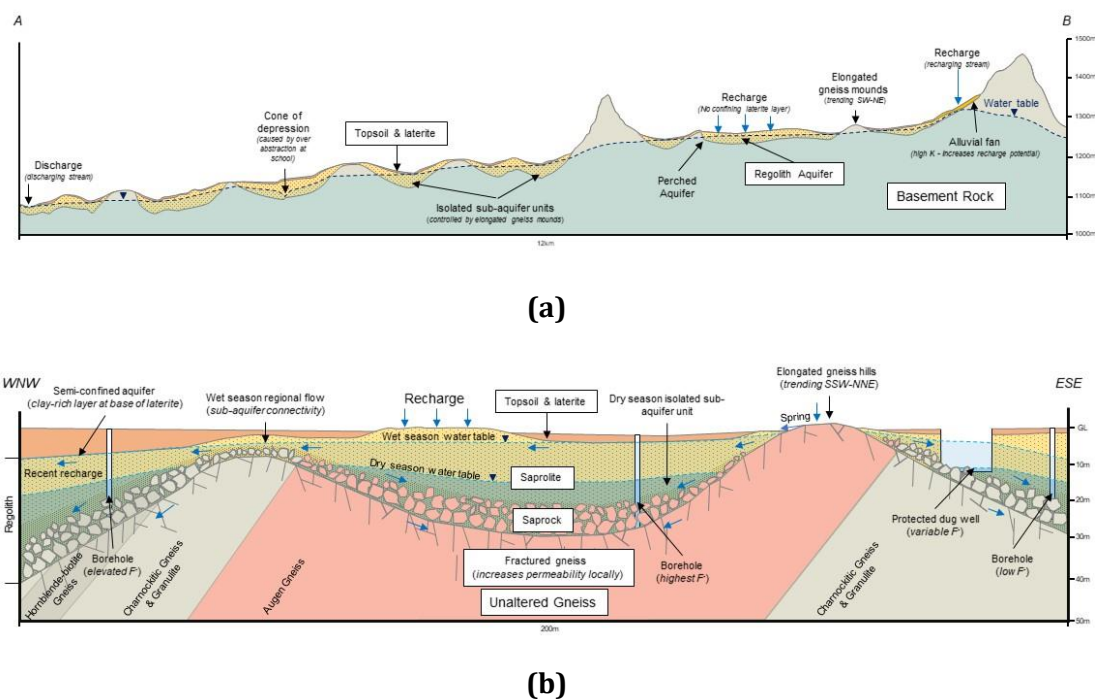 A
B
1500m
1400m
1300m
1200m
1100m
1000m
Recharge
(recharging stream)
Elongated
gneiss mounds
(trending SW-NE)
Recharge
(No confining laterite layer)
Water table
Cone of
depression
(caused by over
abstraction at
school)
Topsoil & laterite
Discharge
(discharging stream)
Alluvial fan
(high K - increases recharge potential)
Perched
Aquifer
Regolith Aquifer
Isolated sub-aquifer units
(controlled by elongated gneiss mounds)
Basement Rock
12km
(a)
WNW
ESE
Semi-confined aquifer
(clay-rich layer at base of laterite)
Wet season regional flow
(sub-aquifer connectivity)
Recharge
Topsoil & laterite
Dry season isolated sub-
aquifer unit
Elongated gneiss hills
(trending SSW-NNE)
Spring
GL
10m
20m
30m
40m
50m
Wet season water table
Recent recharge
Dry season water table
Saprolite
Saprock
Regolith
Borehole
(elevated F-)
Fractured gneiss
(increases permeability locally)
Borehole
(highest F-)
Protected dug well
(variable F-)
Borehole
(low F-)
Hornblende-biotite
Gneiss
Charnockitic Gneiss
& Granulite
Augen Gneiss
Unaltered Gneiss
Charnockitic Gneiss
& Granulite
200m
(b)